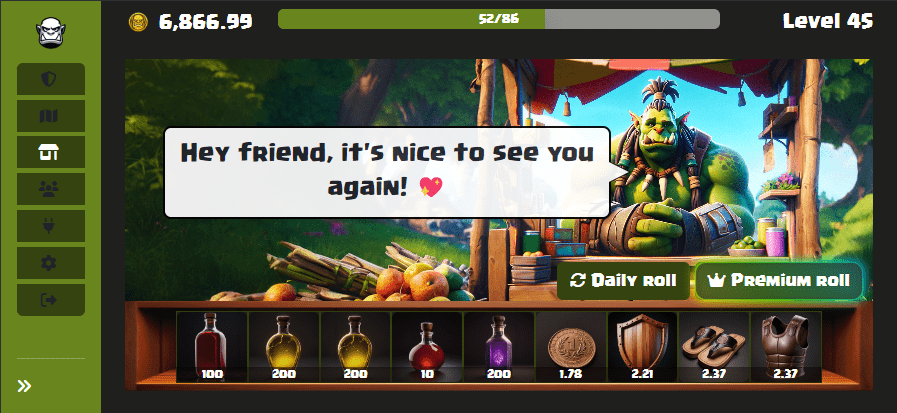 6,866.99
52/86
Level 45
Hey friend, it's nice to see you
again! 💖
Daily roll
Premium roll
100
200
200
10
200
1.78
2.21
2.37
2.37